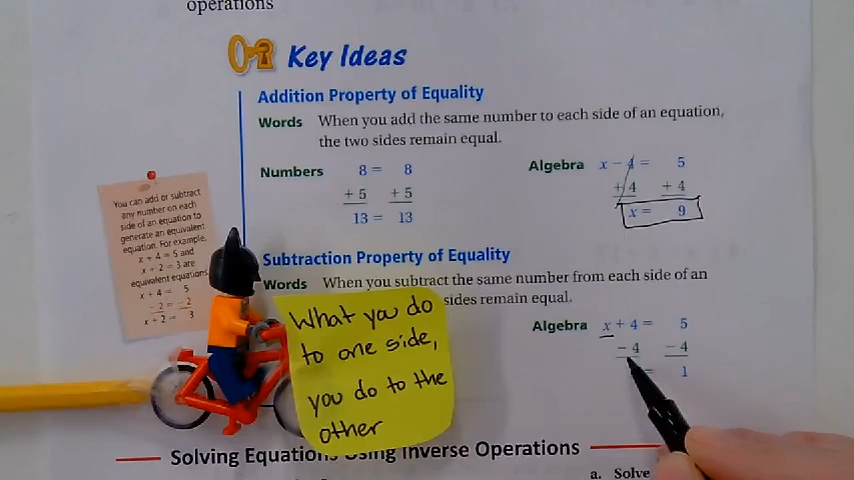 operations
Key Ideas
Addition Property of Equality
Words When you add the same number to each side of an equation,
the two sides remain equal.
Numbers 8 = 8
+ 5 + 5
13 = 13
Algebra x − 4 = 5
+ 4 + 4
x = 9
You can add or subtract
any number on each
side of an equation to
generate an equivalent
equation. For example,
x + 4 = 5 and
x + 2 = 3 are
equivalent equations.
x + 4 = 5
− 2 = − 2
x + 2 = 3
Subtraction Property of Equality
Words When you subtract the same number from each side of an
sides remain equal.
Algebra x + 4 = 5
− 4 − 4
= 1
What you do
to one side,
you do to the
other
Solving Equations Using Inverse Operations
a. Solve